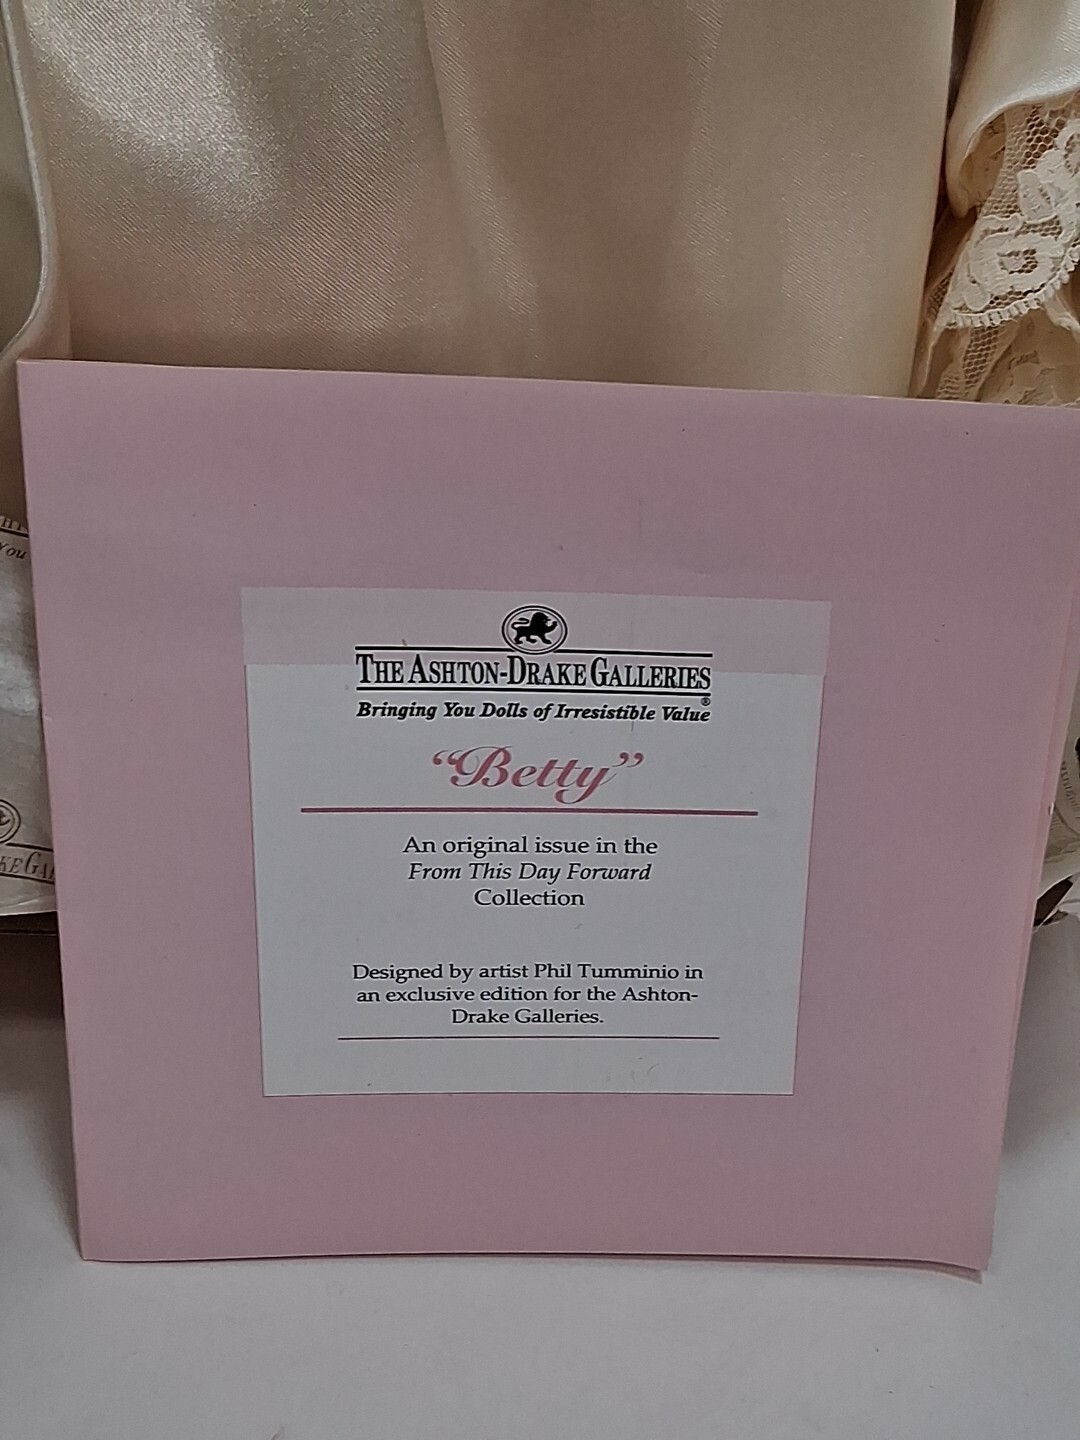 THE ASHTON-DRAKE GALLERIES
®
Bringing You Dolls of Irresistible Value
“Betty”
An original issue in the
From This Day Forward
Collection
Designed by artist Phil Tumminio in
an exclusive edition for the Ashton-
Drake Galleries.
You